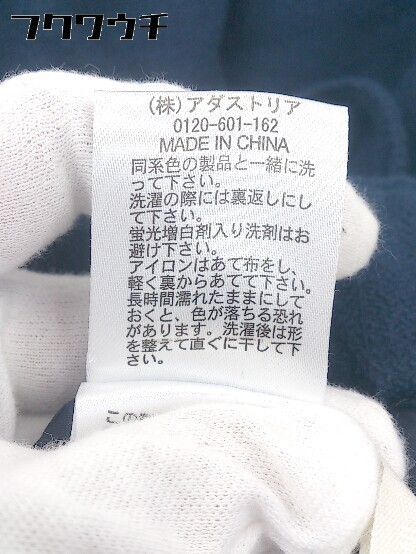 フクワウチ
(株)アダストリア
0120-601-162
MADE IN CHINA
同系色の製品と一緒に洗
って下さい。
洗濯の際には裏返しにし
て下さい。
蛍光増白剤入り洗剤はお
避け下さい。
アイロンはあて布をし、
軽く裏からあてて下さい。
長時間濡れたままにして
おくと、色が落ちる恐れ
があります。洗濯後は形
を整えて直ぐに干して下
さい。
この